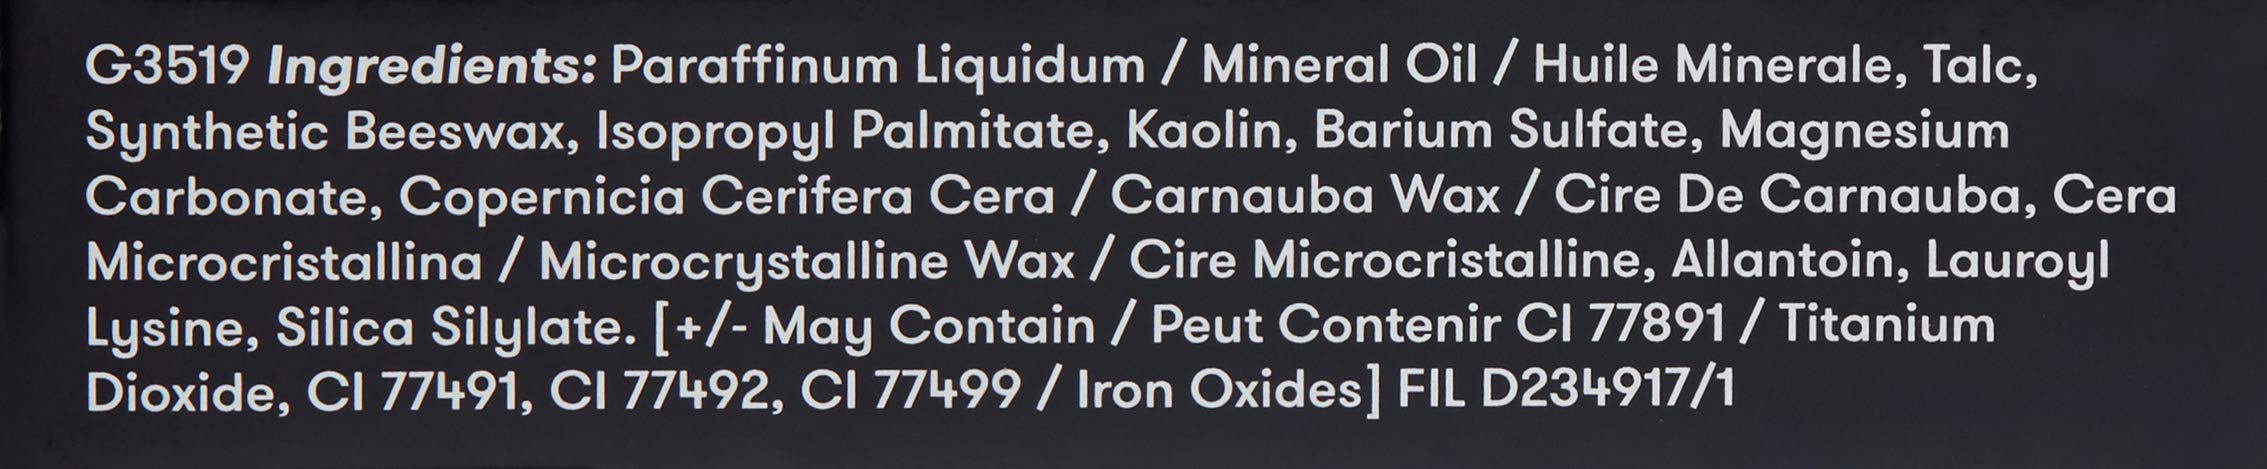 G3519 Ingredients: Paraffinum Liquidum / Mineral Oil / Huile Minerale, Talc,
Synthetic Beeswax, Isopropyl Palmitate, Kaolin, Barium Sulfate, Magnesium
Carbonate, Copernicia Cerifera Cera / Carnauba Wax / Cire De Carnauba, Cera
Microcristallina / Microcrystalline Wax / Cire Microcristalline, Allantoin, Lauroyl
Lysine, Silica Silylate. [+/- May Contain / Peut Contenir CI 77891 / Titanium
Dioxide, CI 77491, CI 77492, CI 77499 / Iron Oxides] FIL D234917/1